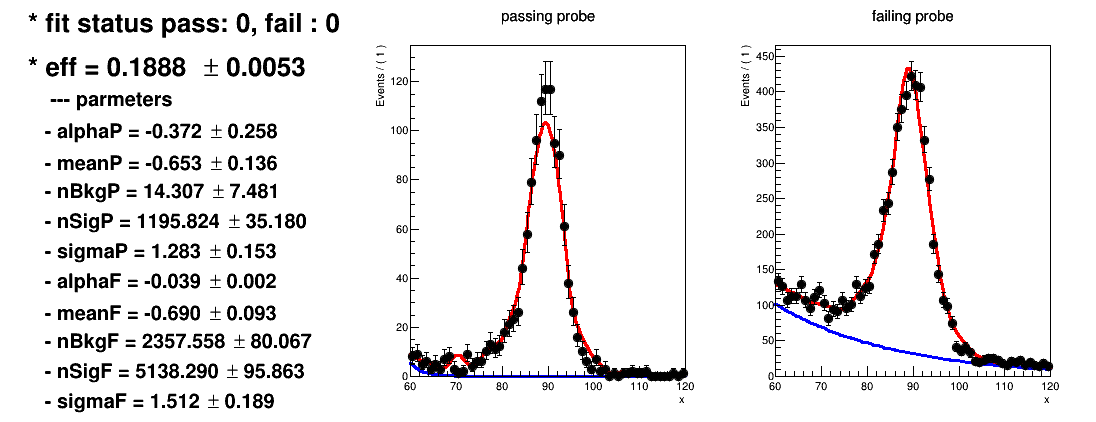 * fit status pass: 0, fail : 0
* eff = 0.1888 ± 0.0053
--- parmeters
- alphaP = -0.372 ± 0.258
- meanP = -0.653 ± 0.136
- nBkgP = 14.307 ± 7.481
- nSigP = 1195.824 ± 35.180
- sigmaP = 1.283 ± 0.153
- alphaF = -0.039 ± 0.002
- meanF = -0.690 ± 0.093
- nBkgF = 2357.558 ± 80.067
- nSigF = 5138.290 ± 95.863
- sigmaF = 1.512 ± 0.189
passing probe
Events / ( 1 )
120
100
80
60
40
20
0
60 70 80 90 100 110 120
x
failing probe
Events / ( 1 )
450
400
350
300
250
200
150
100
50
0
60 70 80 90 100 110 120
x